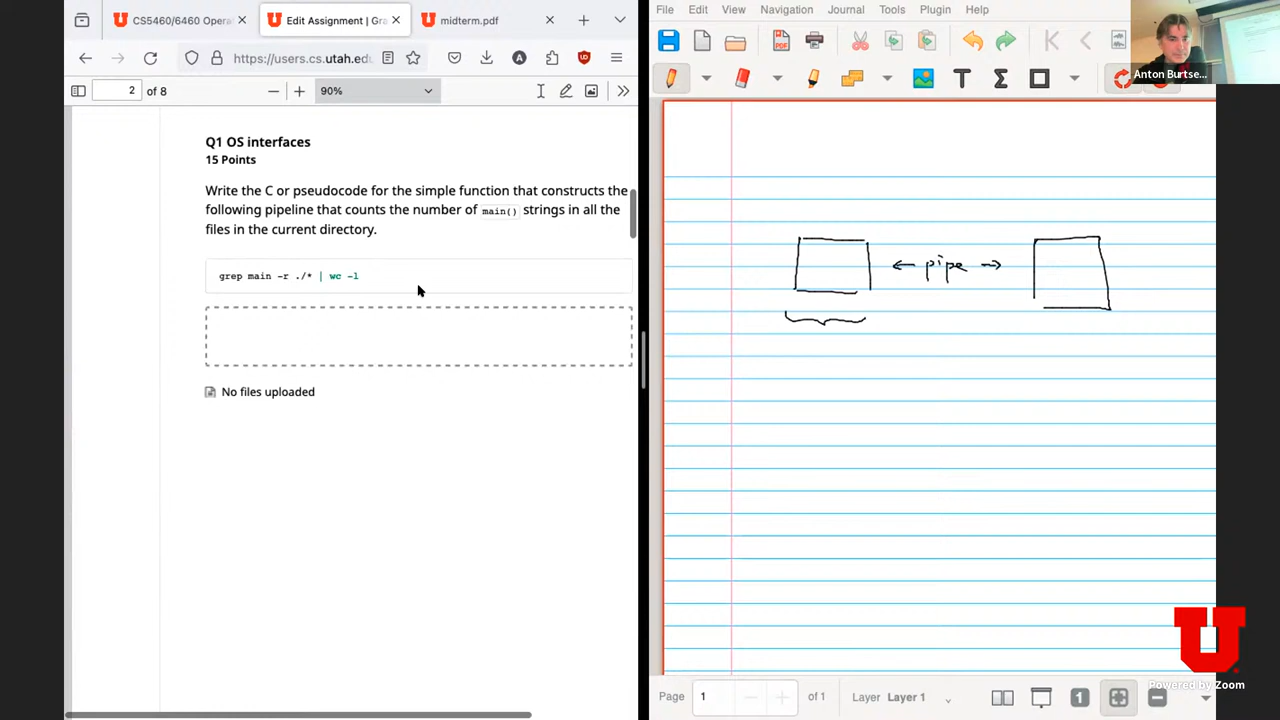 CS5460/6460 Opera
Edit Assignment | Gra
midterm.pdf
https://users.cs.utah.ed
2 of 8
90%
Q1 OS interfaces
15 Points
Write the C or pseudocode for the simple function that constructs the
following pipeline that counts the number of main() strings in all the
files in the current directory.
grep main -r ./* | wc -l
No files uploaded
File Edit View Navigation Journal Tools Plugin Help
Anton Burtse...
← pipe →
Page 1 of 1 Layer Layer 1
Powered by Zoom